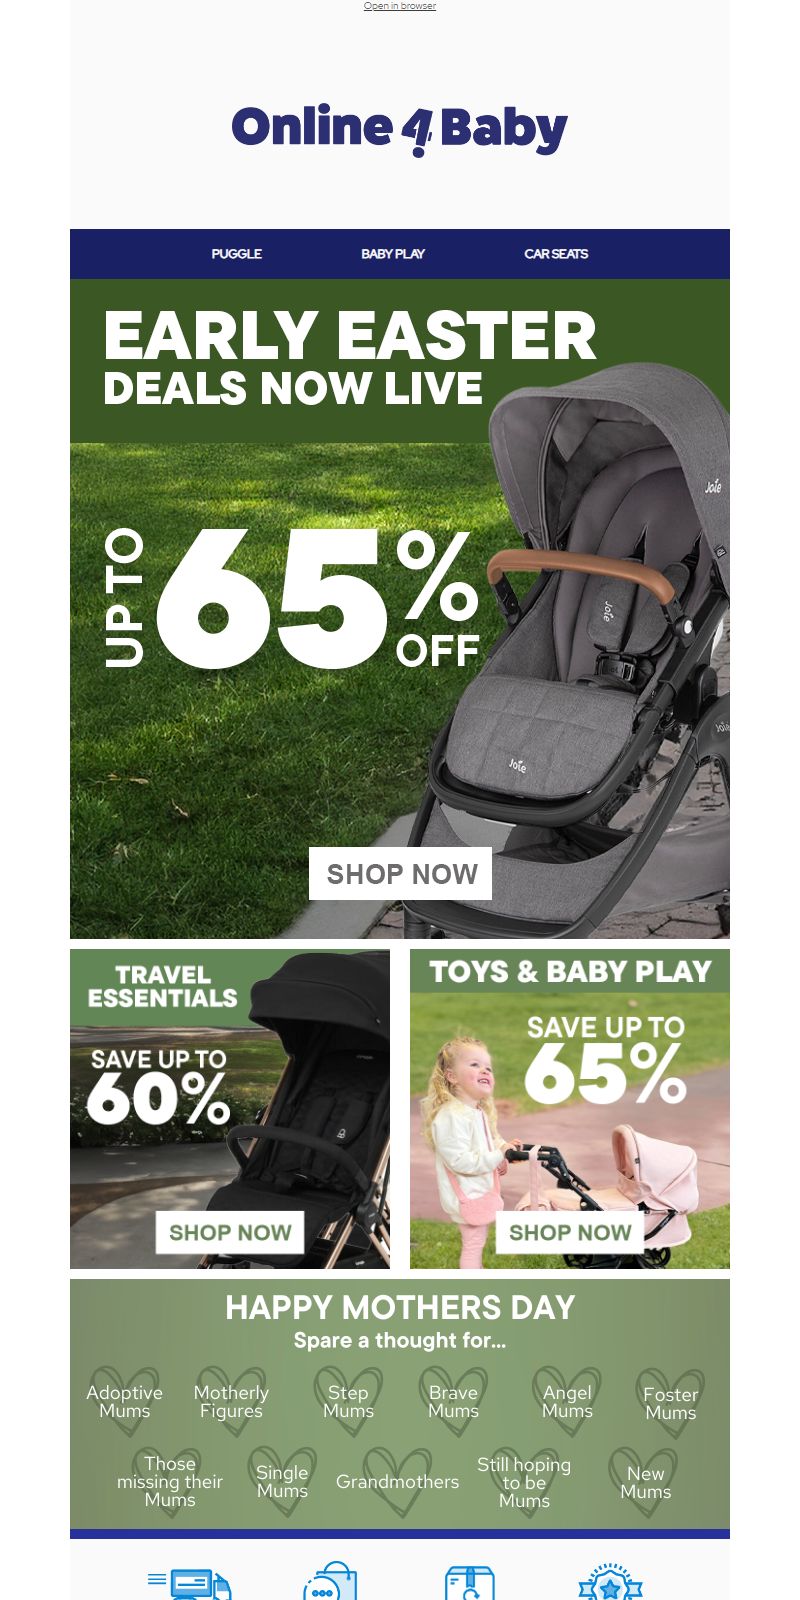 Open in browser
Online 4 Baby
PUGGLE BABY PLAY CAR SEATS
EARLY EASTER
DEALS NOW LIVE
UP TO 65% OFF
Joie
Joie
Joie
Joie
SHOP NOW
TRAVEL
ESSENTIALS
SAVE UP TO
60%
SHOP NOW
TOYS & BABY PLAY
SAVE UP TO
65%
SHOP NOW
HAPPY MOTHERS DAY
Spare a thought for...
Adoptive
Mums
Motherly
Figures
Step
Mums
Brave
Mums
Angel
Mums
Foster
Mums
Those
missing their
Mums
Single
Mums
Grandmothers
Still hoping
to be
Mums
New
Mums